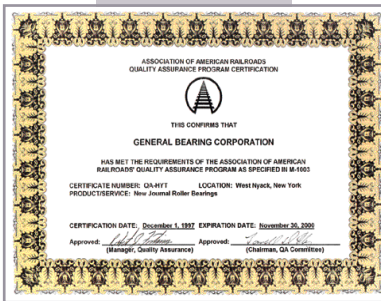 ASSOCIATION OF AMERICAN RAILROADS
QUALITY ASSURANCE PROGRAM CERTIFICATION
THIS CONFIRMS THAT
GENERAL BEARING CORPORATION
HAS MET THE REQUIREMENTS OF THE ASSOCIATION OF AMERICAN
RAILROADS' QUALITY ASSURANCE PROGRAM AS SPECIFIED IN M-1003
CERTIFICATE NUMBER: QA-HYT LOCATION: West Nyack, New York
PRODUCT/SERVICE: New Journal Roller Bearings
CERTIFICATION DATE: December 1, 1997 EXPIRATION DATE: November 30, 2000
Approved: Approved:
(Manager, Quality Assurance) (Chairman, QA Committee)